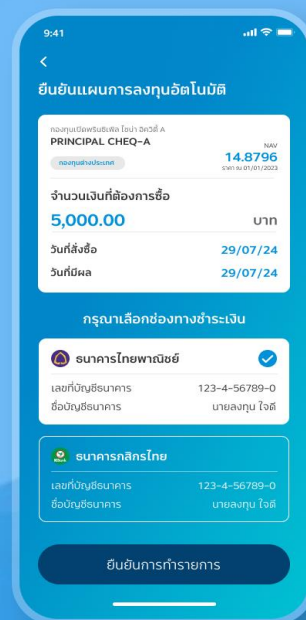 9:41
ยืนยันแผนการลงทุนอัตโนมัติ
กองทุนเปิดพรินซิเพิล ไชน่า อิควิตี้ A
PRINCIPAL CHEQ-A
NAV
กองทุนต่างประเทศ
14.8796
ราคา ณ 01/01/2023
จำนวนเงินที่ต้องการซื้อ
5,000.00 บาท
วันที่สั่งซื้อ 29/07/24
วันที่มีผล 29/07/24
กรุณาเลือกช่องทางชำระเงิน
ธนาคารไทยพาณิชย์
เลขที่บัญชีธนาคาร 123-4-56789-0
ชื่อบัญชีธนาคาร นายลงทุน ใจดี
ธนาคารกสิกรไทย
เลขที่บัญชีธนาคาร 123-4-56789-0
ชื่อบัญชีธนาคาร นายลงทุน ใจดี
ยืนยันการทำรายการ